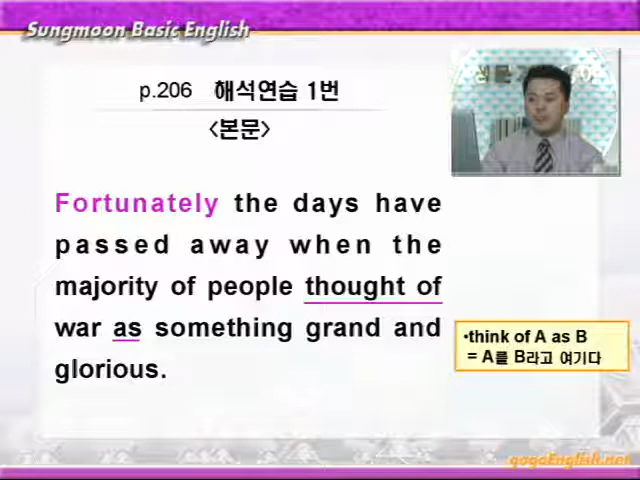 Sungmoon Basic English
p.206 해석연습 1번
<본문>
Fortunately the days have
passed away when the
majority of people thought of
war as something grand and
glorious.
•think of A as B
= A를 B라고 여기다
gogoEnglish.net